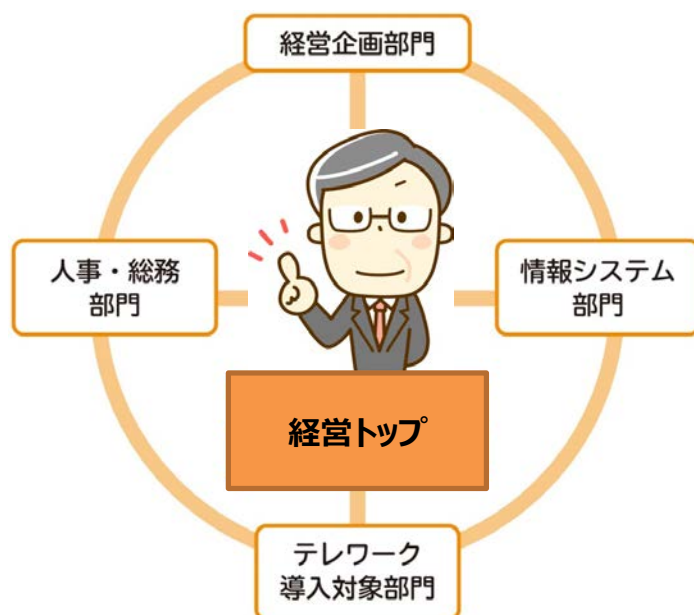 経営企画部門
人事・総務
部門
情報システム
部門
経営トップ
テレワーク
導入対象部門